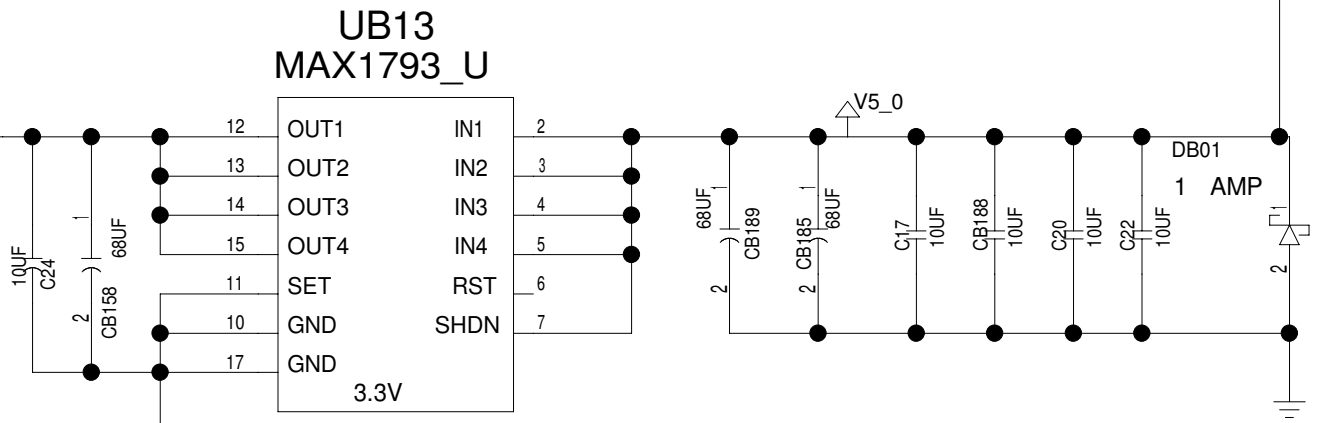 UB13
MAX1793_U
V5_0
12 OUT1 IN1 2
13 OUT2 IN2 3
14 OUT3 IN3 4
15 OUT4 IN4 5
11 SET RST 6
10 GND SHDN 7
17 GND
3.3V
10UF
C24
1
68UF
2
CB158
68UF
1
CB189
2
1
68UF
CB185
2
C17
10UF
CB188
10UF
C20
10UF
C22
10UF
DB01
1 AMP
1
2